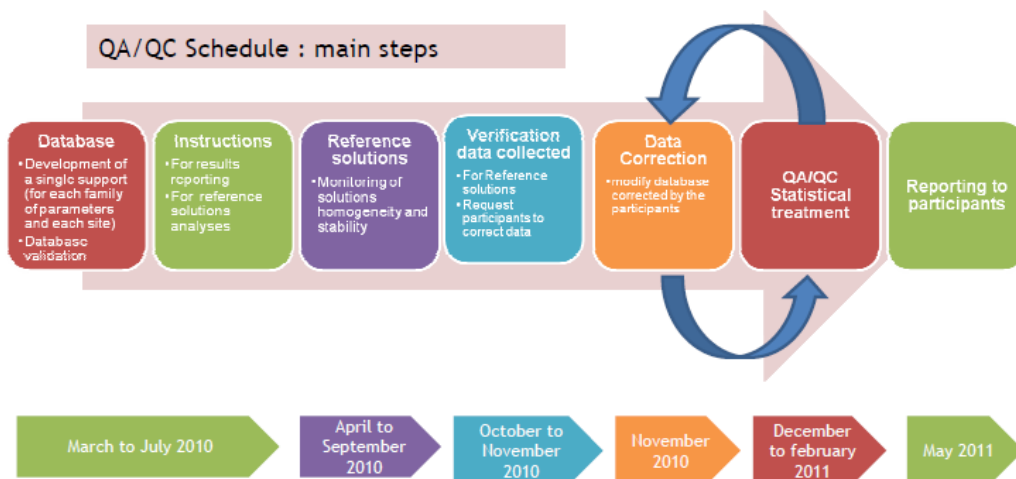 QA/QC Schedule : main steps
Database
• Development of
a single support
(for each family
of parameters
and each site)
• Database
validation
Instructions
• For results
reporting
• For reference
solutions
analyses
Reference
solutions
• Monitoring of
solutions
homogeneity and
stability
Verification
data collected
• For Reference
solutions
• Request
participants to
correct data
Data
Correction
• modify database
corrected by the
participants
QA/QC
Statistical
treatment
Reporting to
participants
March to July 2010
April to
September
2010
October to
November
2010
November
2010
December
to february
2011
May 2011